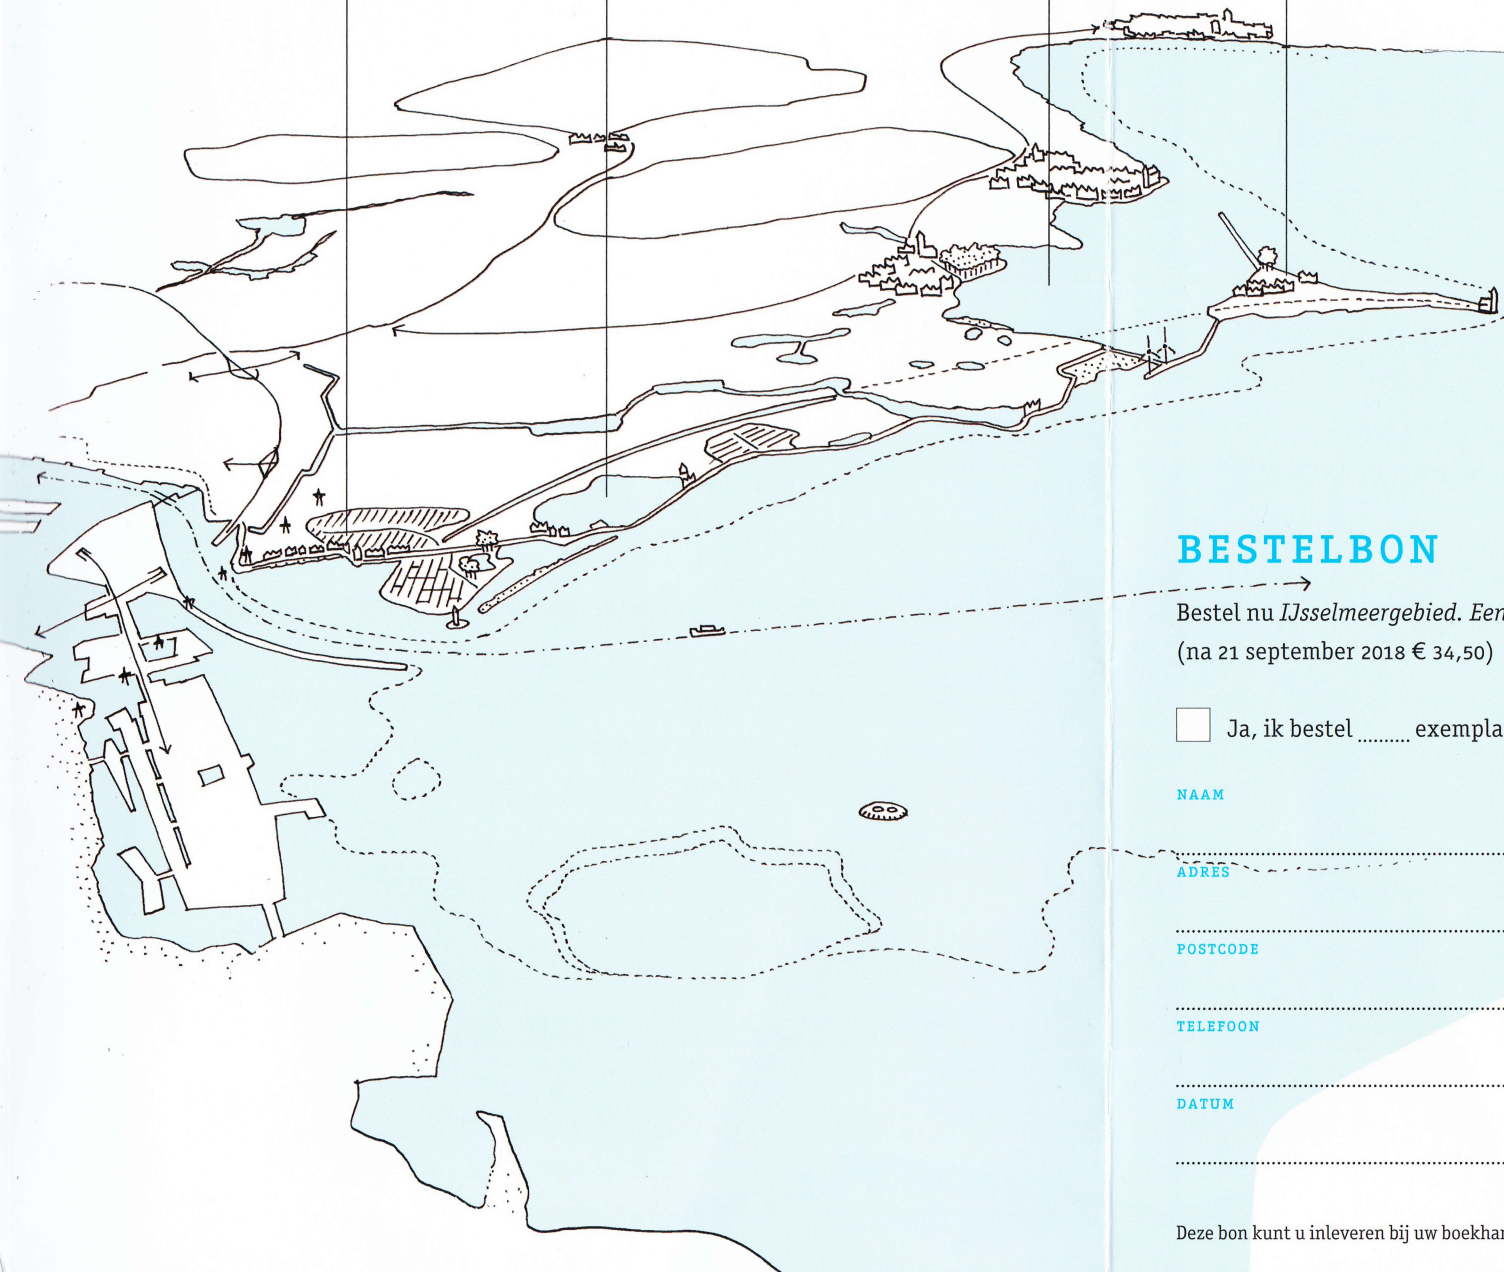 BESTELBON
Bestel nu IJsselmeergebied. Een
(na 21 september 2018 € 34,50)
Ja, ik bestel ......... exempla
NAAM
ADRES
POSTCODE
TELEFOON
DATUM
Deze bon kunt u inleveren bij uw boekhan